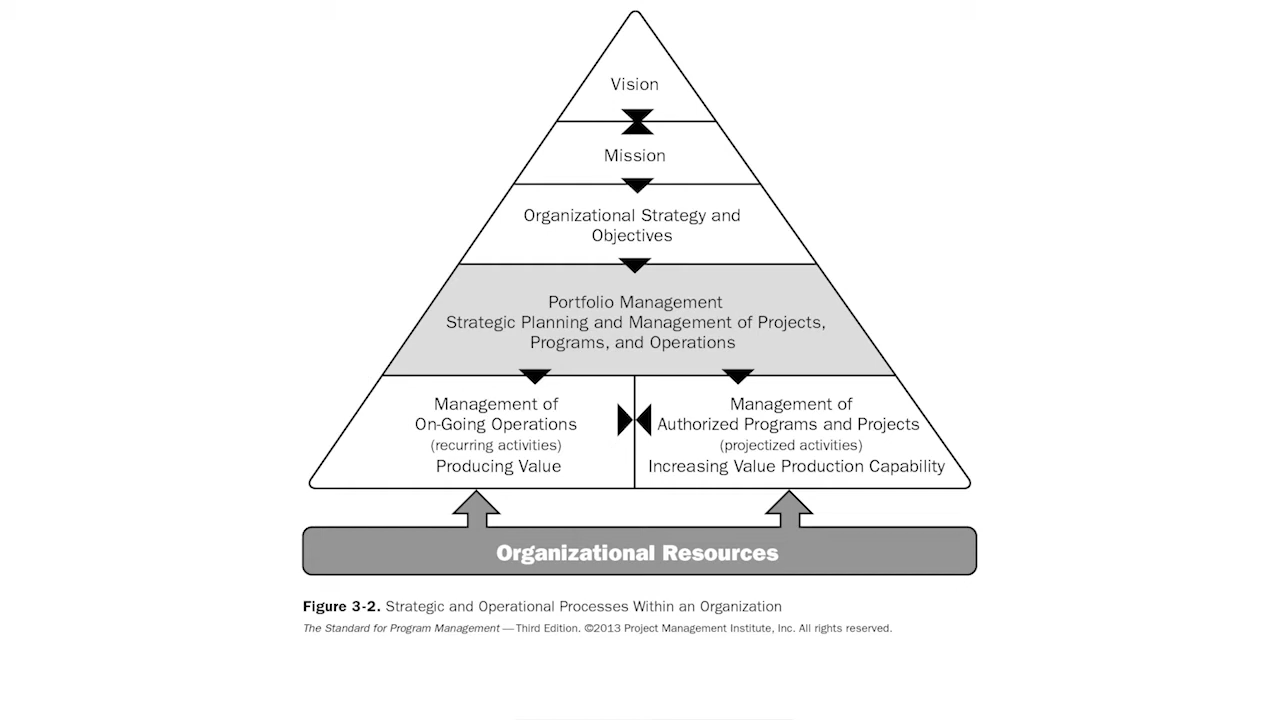 Vision
Mission
Organizational Strategy and
Objectives
Portfolio Management
Strategic Planning and Management of Projects,
Programs, and Operations
Management of
On-Going Operations
(recurring activities)
Producing Value
Management of
Authorized Programs and Projects
(projectized activities)
Increasing Value Production Capability
Organizational Resources
Figure 3-2. Strategic and Operational Processes Within an Organization
The Standard for Program Management — Third Edition. ©2013 Project Management Institute, Inc. All rights reserved.